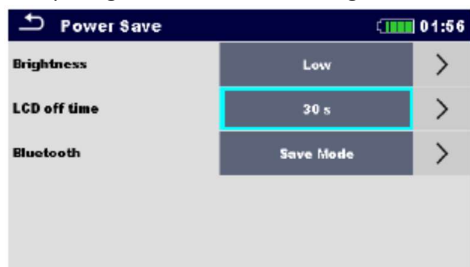 Power Save 01:56
Brightness Low
LCD off time 30 s
Bluetooth Save Mode